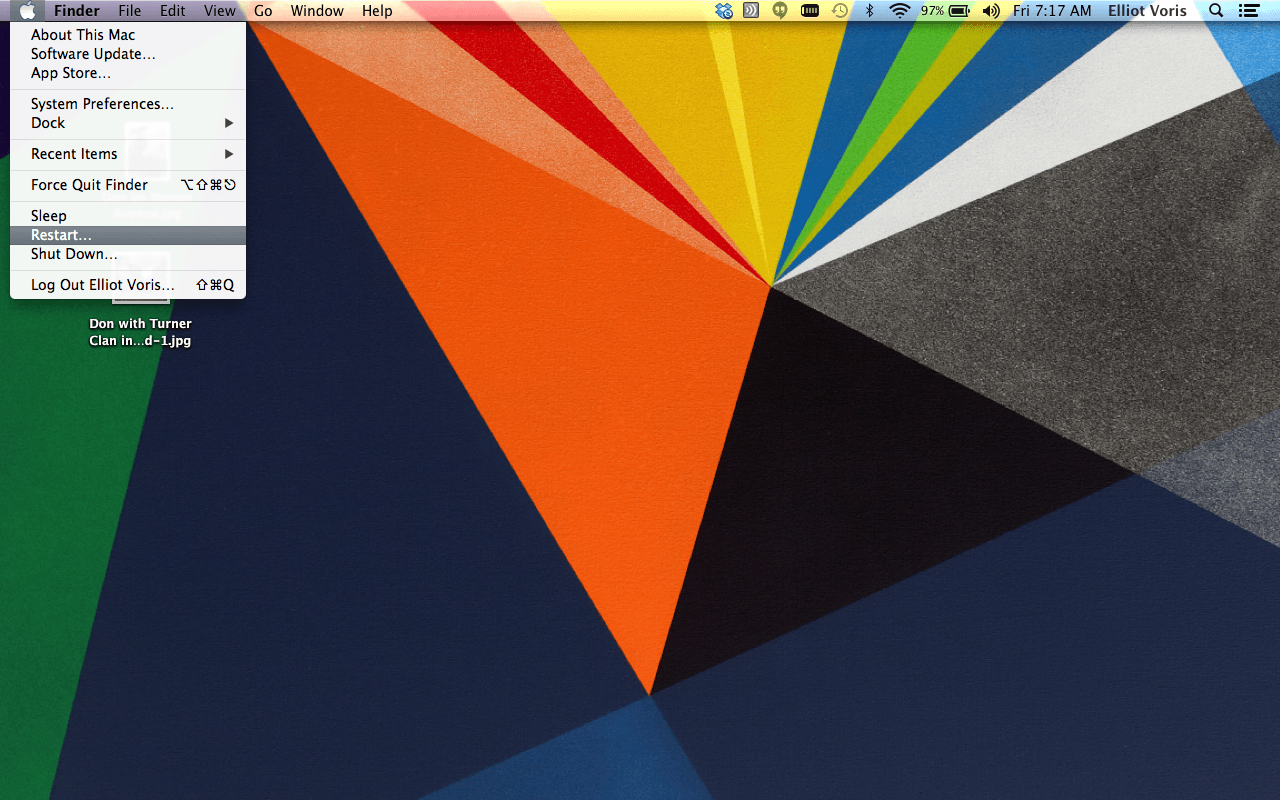 Finder File Edit View Go Window Help 97% Fri 7:17 AM Elliot Voris
About This Mac
Software Update…
App Store…
System Preferences…
Dock ▶
Recent Items ▶
Force Quit Finder ⌥⇧⌘⎋
Sleep
Restart…
Shut Down…
Log Out Elliot Voris… ⇧⌘Q
Don with Turner
Clan in…d-1.jpg